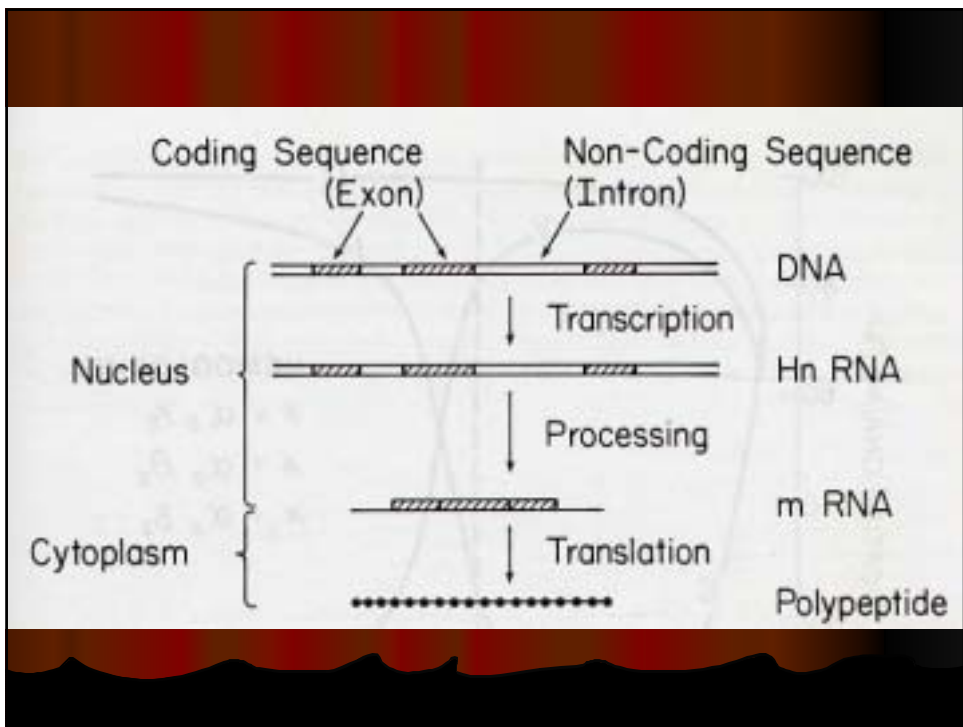 Coding Sequence
(Exon)
Non-Coding Sequence
(Intron)
DNA
Transcription
Nucleus
Hn RNA
Processing
m RNA
Cytoplasm
Translation
Polypeptide